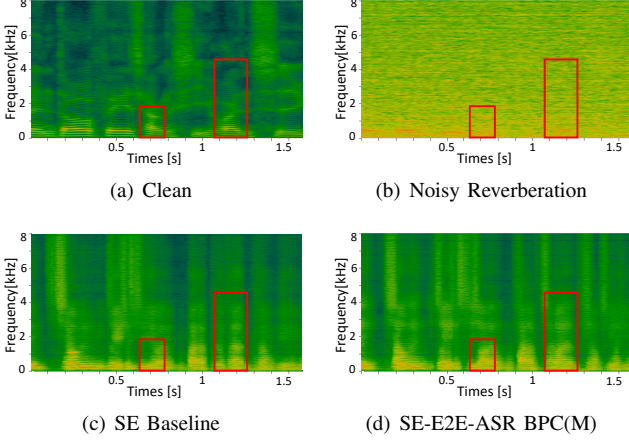 Frequency[kHz]
8
6
4
2
0
0.5
1
1.5
Times [s]
(a) Clean
Frequency[kHz]
8
6
4
2
0
0.5
1
1.5
Times [s]
(b) Noisy Reverberation
Frequency[kHz]
8
6
4
2
0
0.5
1
1.5
Times [s]
(c) SE Baseline
Frequency[kHz]
8
6
4
2
0
0.5
1
1.5
Times [s]
(d) SE-E2E-ASR BPC(M)